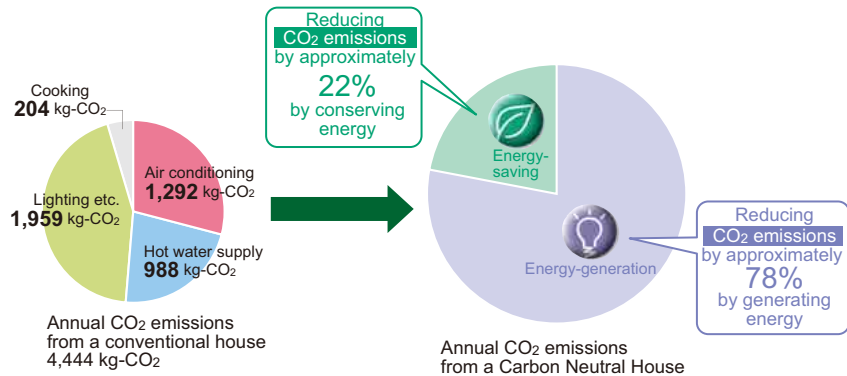 Cooking
204 kg-CO₂
Air conditioning
1,292 kg-CO₂
Lighting etc.
1,959 kg-CO₂
Hot water supply
988 kg-CO₂
Annual CO₂ emissions
from a conventional house
4,444 kg-CO₂
Reducing
CO₂ emissions
by approximately
22%
by conserving
energy
Energy-
saving
Energy-generation
Reducing
CO₂ emissions
by approximately
78%
by generating
energy
Annual CO₂ emissions
from a Carbon Neutral House